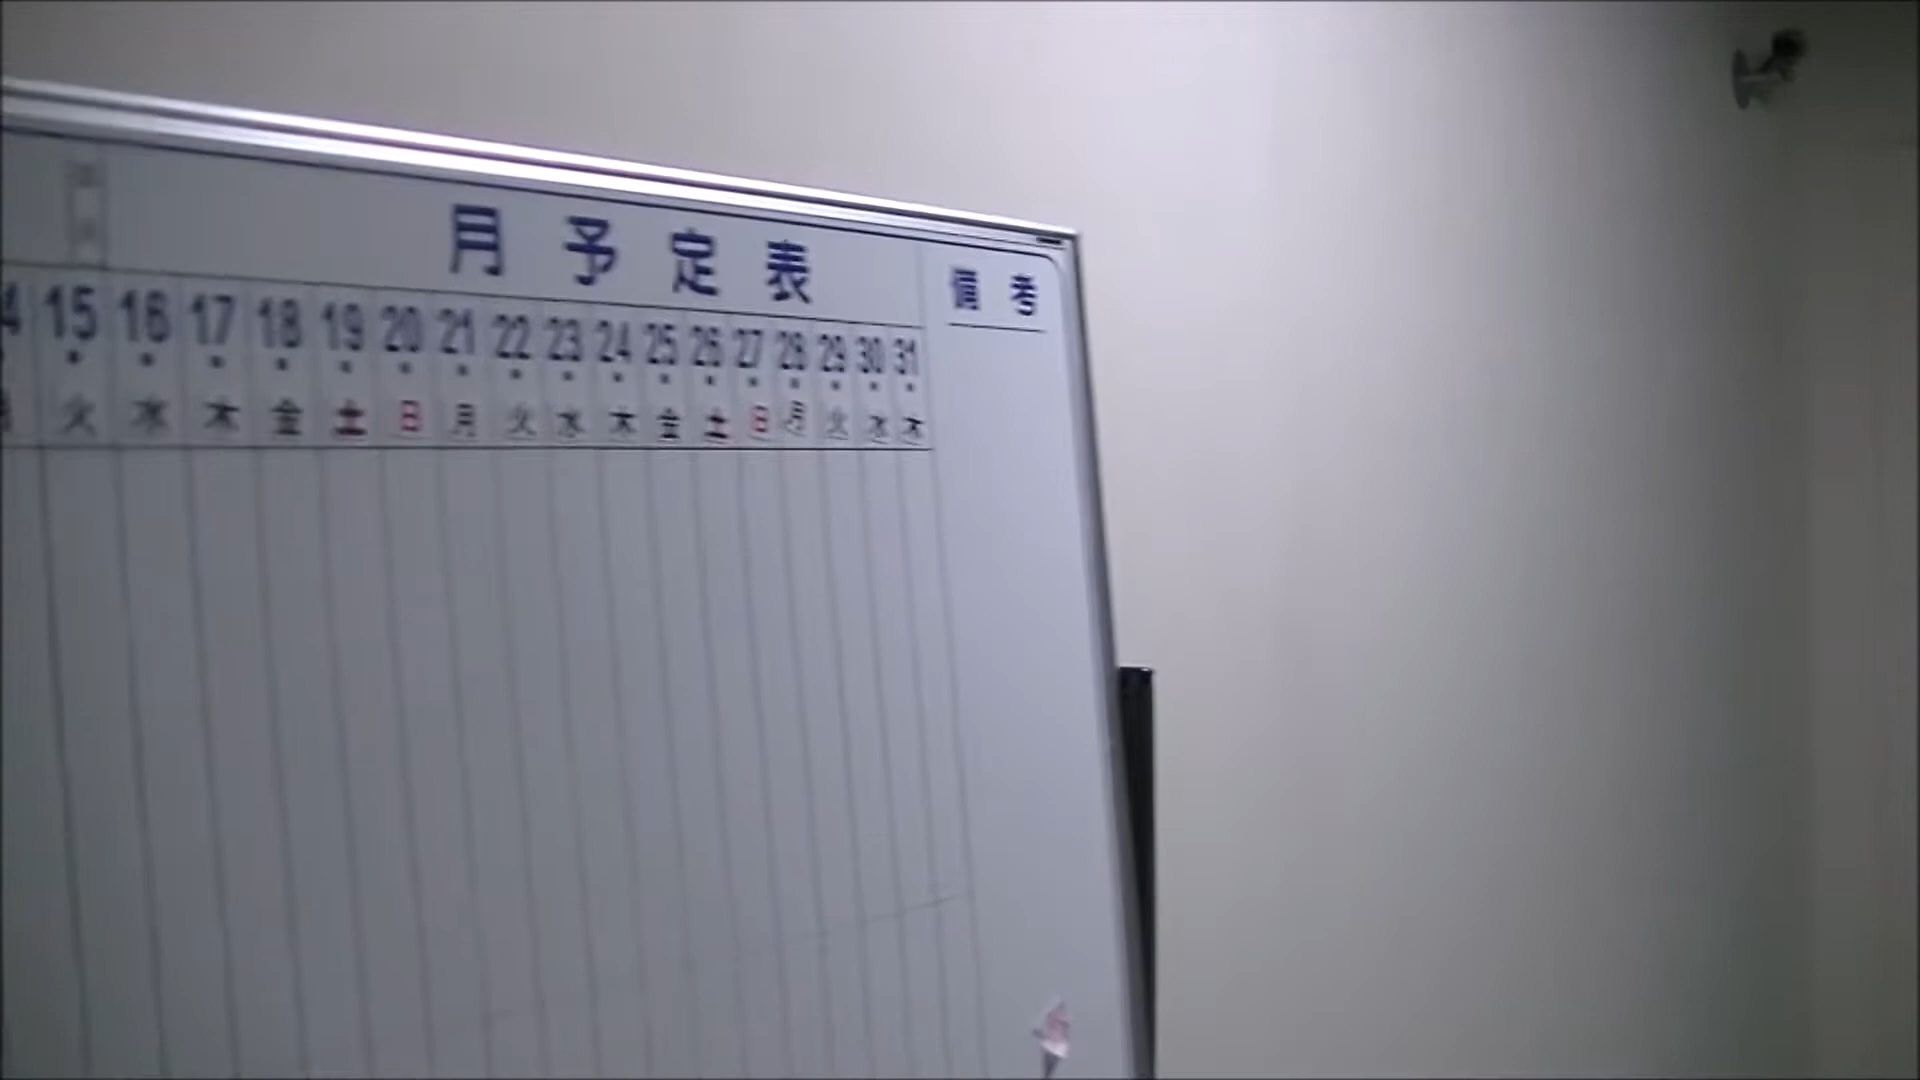 月予定表 備考
15 16 17 18 19 20 21 22 23 24 25 26 27 28 29 30 31
火 水 木 金 土 日 月 火 水 木 金 土 日 月 火 水 木